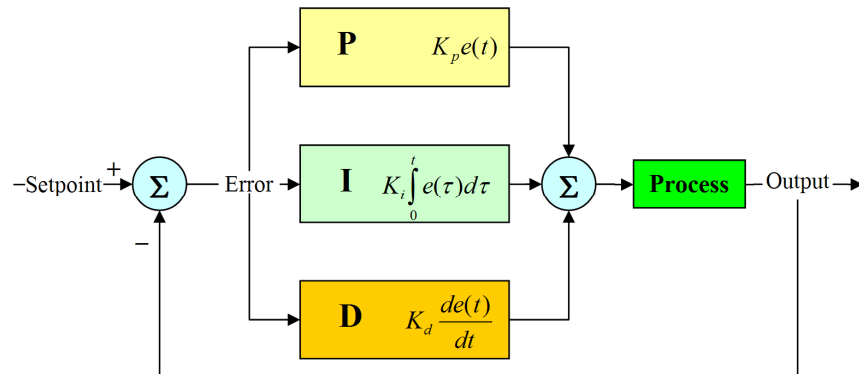 P K_p e(t)
–Setpoint + Σ – Error
I K_i ∫_0^t e(τ)dτ
Σ
Process
Output
D K_d de(t)/dt